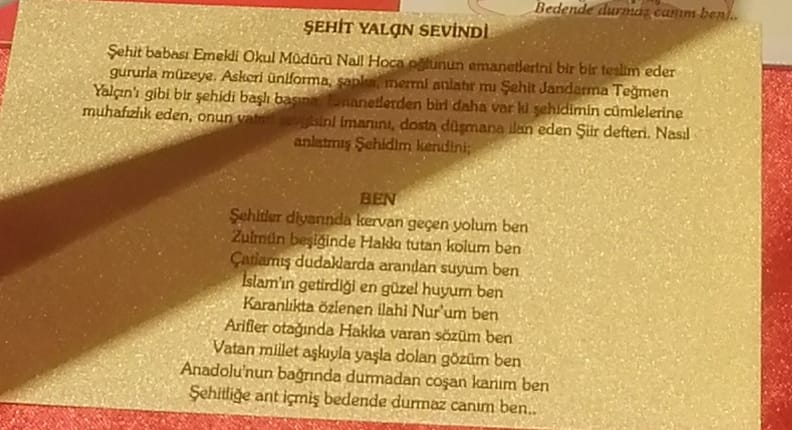 Bedende durmaz canım ben!..
ŞEHİT YALÇIN SEVİNDİ
Şehit babası Emekli Okul Müdürü Nail Hoca oğlunun emanetlerini bir bir teslim eder
gururla müzeye. Askeri üniforma, şapka, mermi anlatır mı Şehit Jandarma Teğmen
Yalçın'ı gibi bir şehidi başlı başına. Emanetlerden biri daha var ki şehidimin cümlelerine
muhafızlık eden, onun vatan sevgisini imanını, dosta düşmana ilan eden Şiir defteri. Nasıl
anlatmış Şehidim kendini;
BEN
Şehitler diyarında kervan geçen yolum ben
Zulmün beşiğinde Hakkı tutan kolum ben
Çatlamış dudaklarda aranılan suyum ben
İslam'ın getirdiği en güzel huyum ben
Karanlıkta özlenen ilahi Nur'um ben
Arifler otağında Hakka varan sözüm ben
Vatan millet aşkıyla yaşla dolan gözüm ben
Anadolu'nun bağrında durmadan coşan kanım ben
Şehitliğe ant içmiş bedende durmaz canım ben..